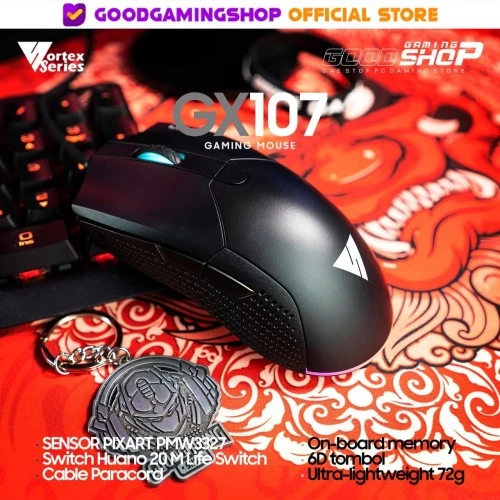 GOODGAMINGSHOP OFFICIAL STORE
Vortex
Series
GAMING
GOOD SHOP
ONE STOP PC GAMING STORE
GX107
GAMING MOUSE
SENSOR PIXART PMW3327
Switch Huano 20 M Life Switch
Cable Paracord
On-board memory
6D tombol
Ultra-lightweight 72g